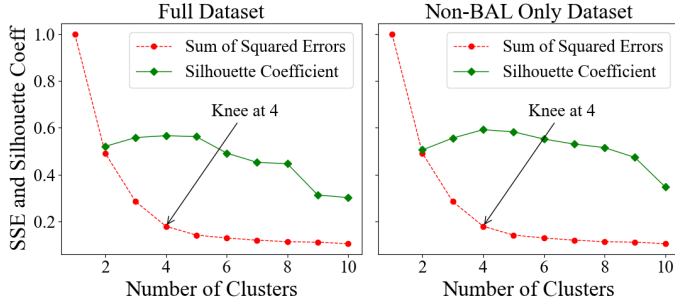 Full Dataset
Non-BAL Only Dataset
SSE and Silhouette Coeff
1.0
0.8
0.6
0.4
0.2
Sum of Squared Errors
Silhouette Coefficient
Knee at 4
2 4 6 8 10
Number of Clusters
Sum of Squared Errors
Silhouette Coefficient
Knee at 4
2 4 6 8 10
Number of Clusters